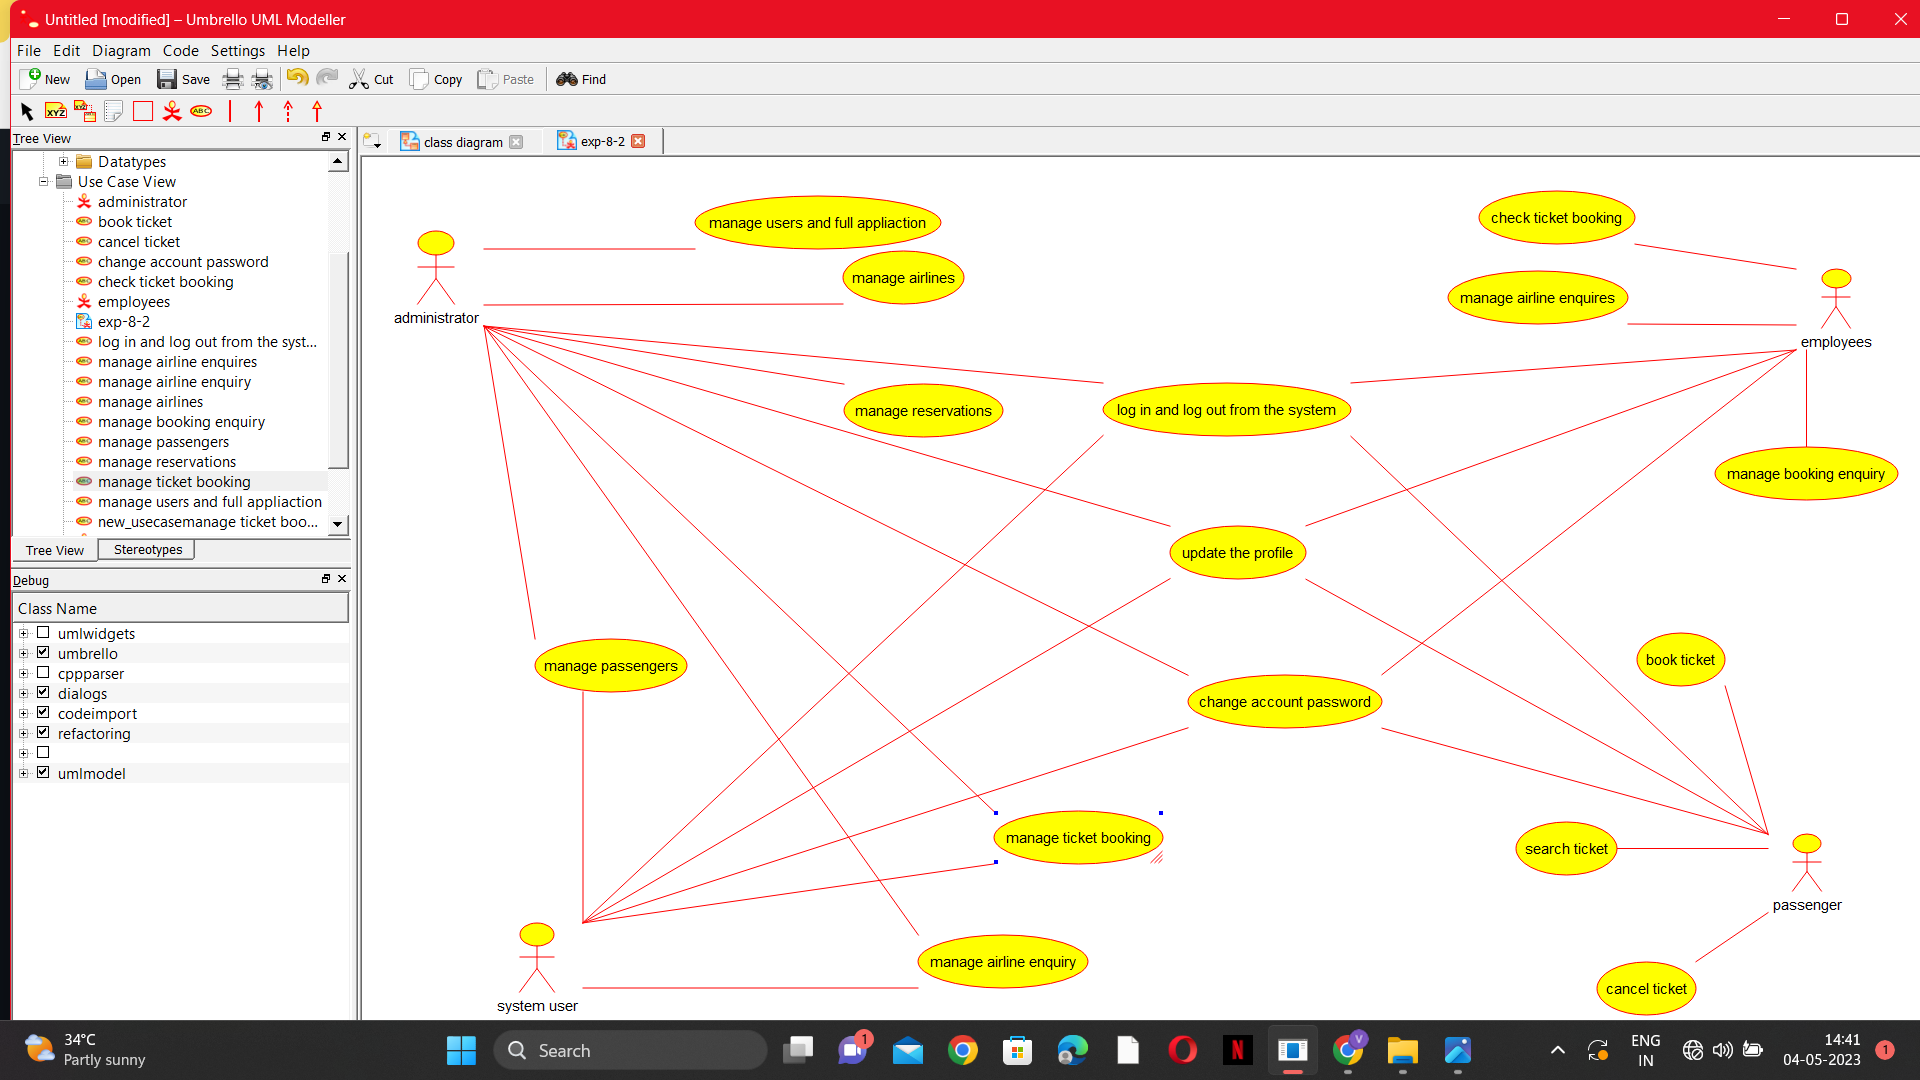 Untitled [modified] – Umbrello UML Modeller
File Edit Diagram Code Settings Help
New Open Save Cut Copy Paste Find
XYZ XYZ ABC
Tree View
class diagram
exp-8-2
Datatypes
Use Case View
administrator
book ticket
cancel ticket
change account password
check ticket booking
employees
exp-8-2
log in and log out from the syst...
manage airline enquires
manage airline enquiry
manage airlines
manage booking enquiry
manage passengers
manage reservations
manage ticket booking
manage users and full appliaction
new_usecasemanage ticket boo...
Tree View Stereotypes
Debug
Class Name
umlwidgets
umbrello
cppparser
dialogs
codeimport
refactoring
umlmodel
manage users and full appliaction
check ticket booking
manage airlines
manage airline enquires
administrator
employees
manage reservations
log in and log out from the system
manage booking enquiry
update the profile
manage passengers
book ticket
change account password
manage ticket booking
search ticket
passenger
manage airline enquiry
system user
cancel ticket
34°C
Partly sunny
Search
1
N
V
ENG
IN
14:41
04-05-2023
1